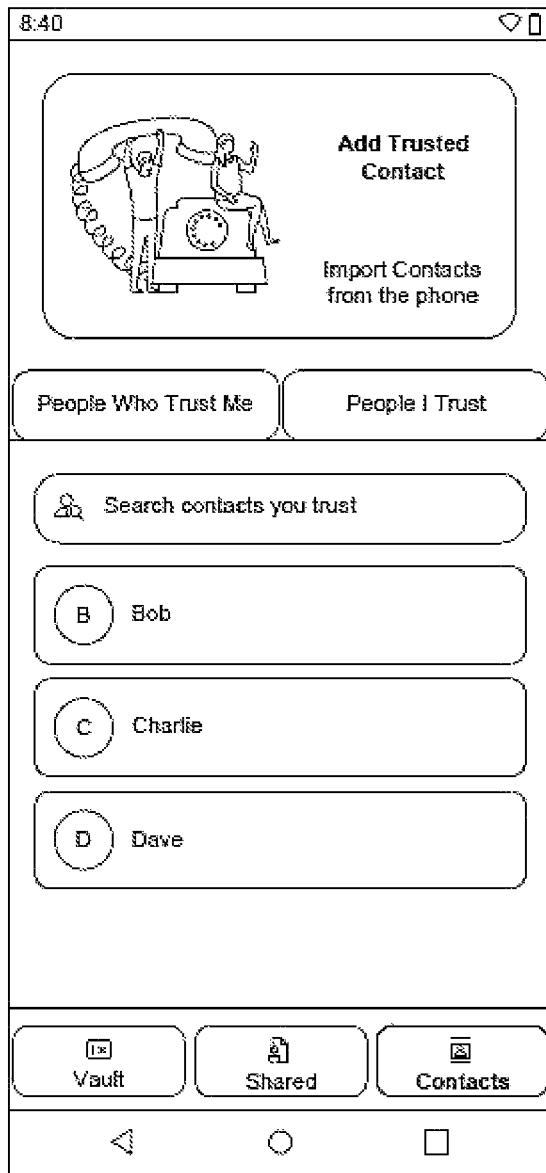 8:40
Add Trusted
Contact
Import Contacts
from the phone
People Who Trust Me
People I Trust
Search contacts you trust
B
Bob
C
Charlie
D
Dave
Vault
Shared
Contacts